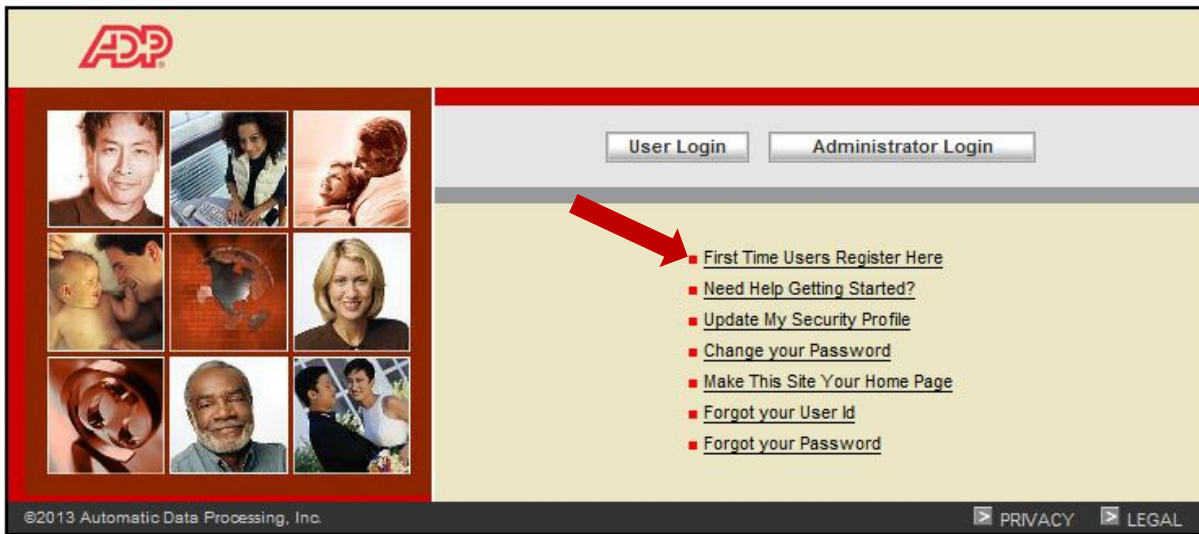 ADP
User Login
Administrator Login
First Time Users Register Here
Need Help Getting Started?
Update My Security Profile
Change your Password
Make This Site Your Home Page
Forgot your User Id
Forgot your Password
©2013 Automatic Data Processing, Inc.
PRIVACY
LEGAL